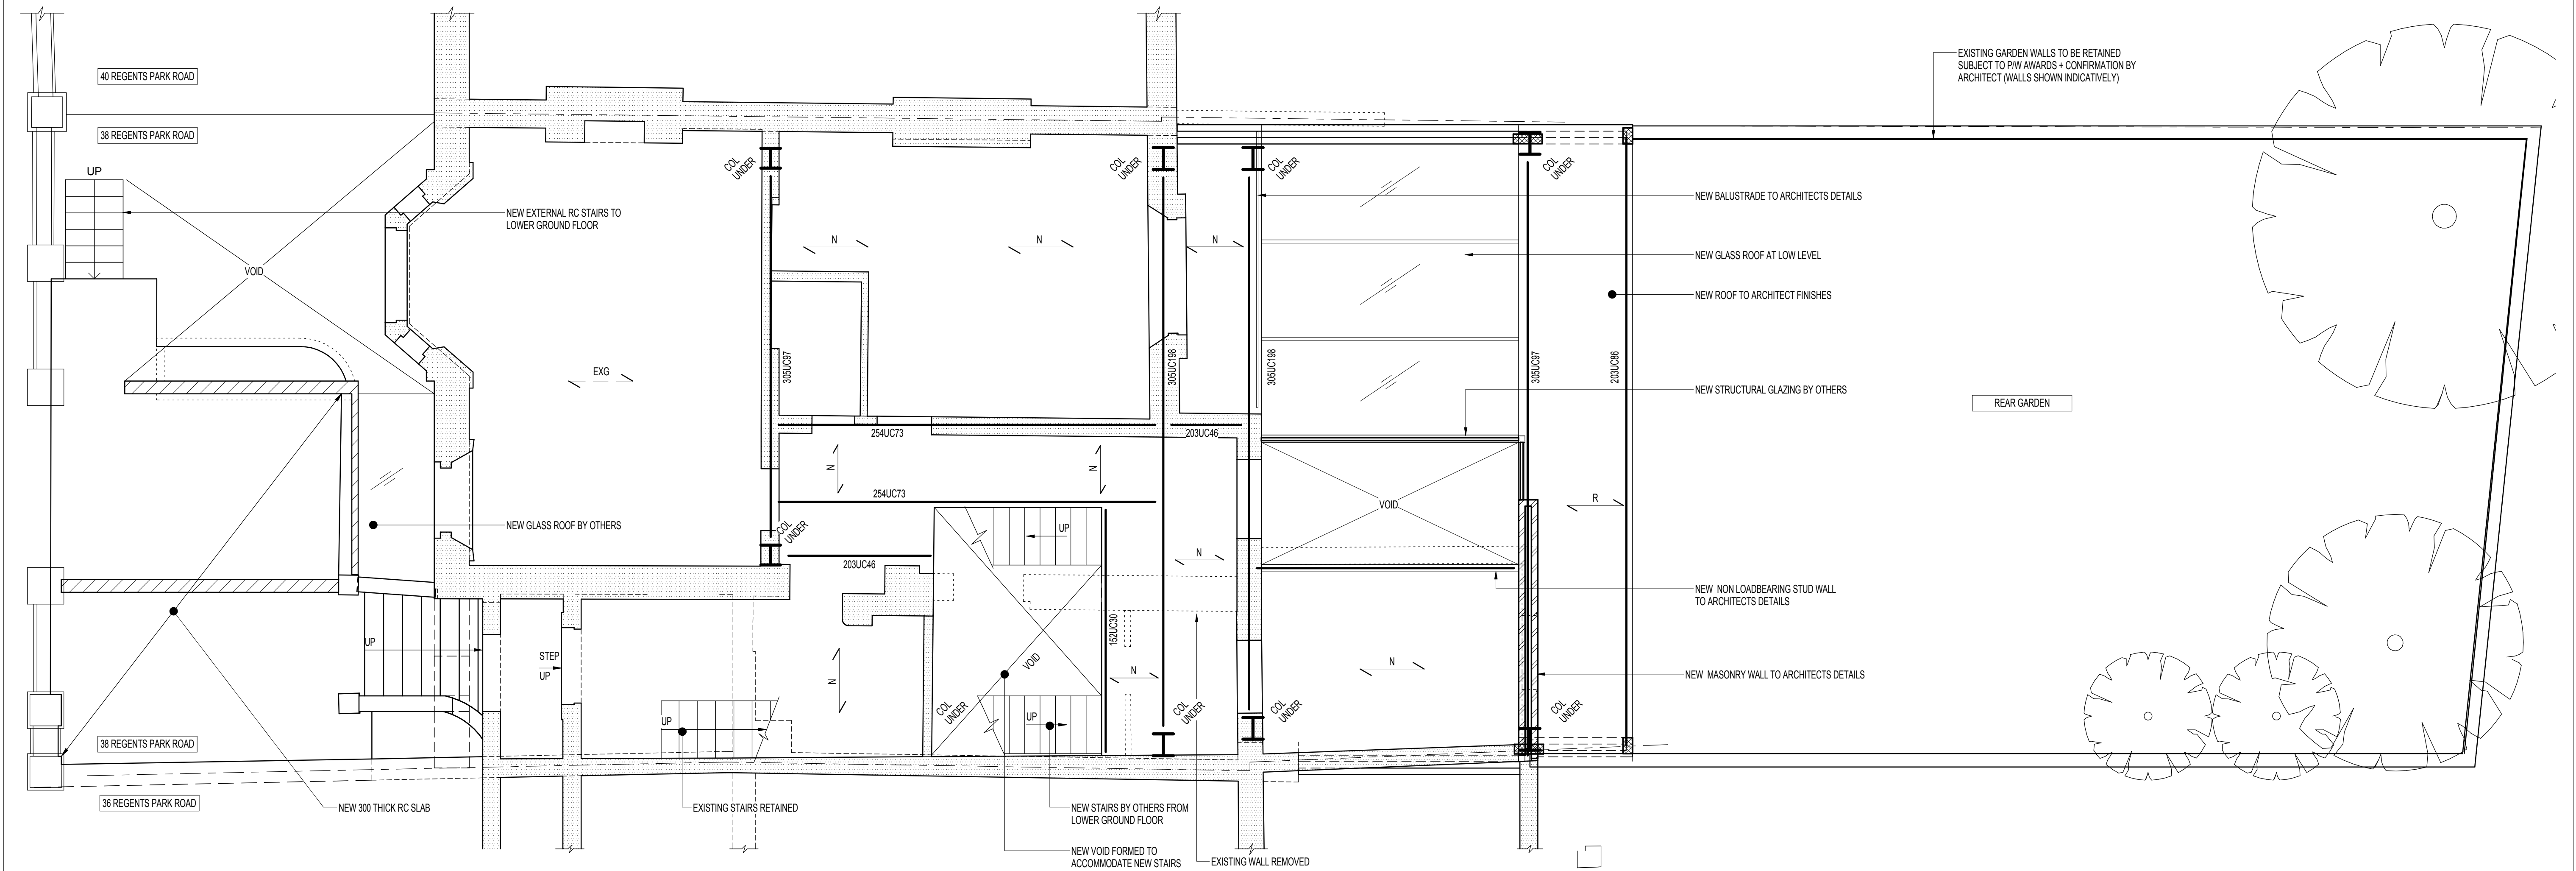 40 REGENTS PARK ROAD
38 REGENTS PARK ROAD
UP
VOID
NEW EXTERNAL RC STAIRS TO
LOWER GROUND FLOOR
EXG
NEW GLASS ROOF BY OTHERS
UP
STEP
UP
UP
38 REGENTS PARK ROAD
36 REGENTS PARK ROAD
NEW 300 THICK RC SLAB
EXISTING STAIRS RETAINED
COL
UNDER
COL
UNDER
COL
UNDER
COL
UNDER
N
N
N
305UC97
305UC198
305UC198
305UC97
203UC86
254UC73
203UC46
N
N
254UC73
COL
UNDER
203UC46
UP
N
N
152UC30
VOID
N
UP
COL
UNDER
COL
UNDER
COL
UNDER
COL
UNDER
VOID
R
N
NEW STAIRS BY OTHERS FROM
LOWER GROUND FLOOR
NEW VOID FORMED TO
ACCOMMODATE NEW STAIRS
EXISTING WALL REMOVED
EXISTING GARDEN WALLS TO BE RETAINED
SUBJECT TO P/W AWARDS + CONFIRMATION BY
ARCHITECT (WALLS SHOWN INDICATIVELY)
NEW BALUSTRADE TO ARCHITECTS DETAILS
NEW GLASS ROOF AT LOW LEVEL
NEW ROOF TO ARCHITECT FINISHES
NEW STRUCTURAL GLAZING BY OTHERS
REAR GARDEN
NEW NON LOADBEARING STUD WALL
TO ARCHITECTS DETAILS
NEW MASONRY WALL TO ARCHITECTS DETAILS